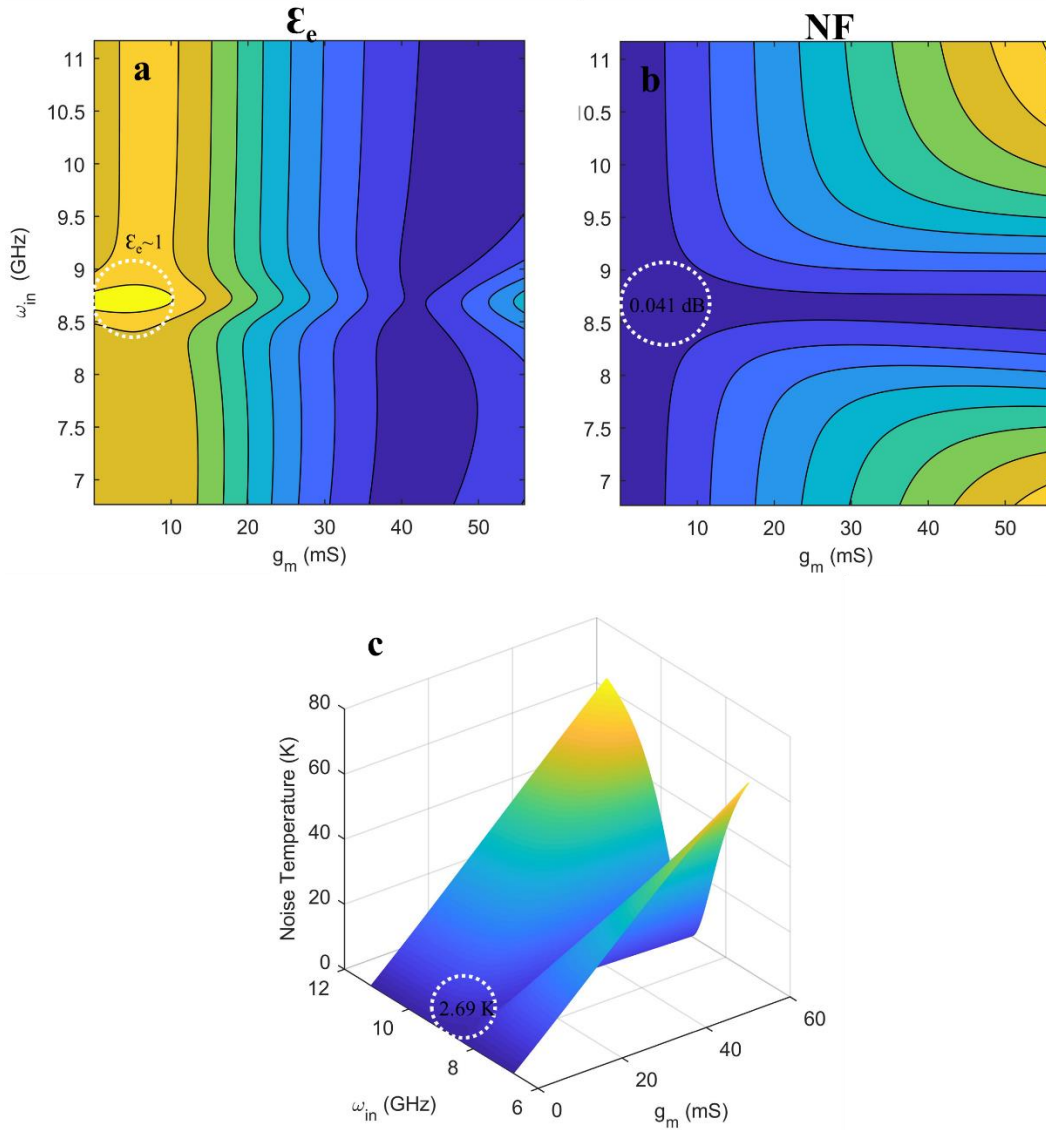 ε_e
NF
a
11
10.5
10
9.5
9
8.5
8
7.5
7
ω_in (GHz)
ε_e~1
10
20
30
40
50
g_m (mS)
b
11
10.5
10
9.5
9
8.5
8
7.5
7
0.041 dB
10
20
30
40
50
g_m (mS)
c
80
60
40
20
0
Noise Temperature (K)
2.69 K
12
10
8
6
ω_in (GHz)
0
20
40
60
g_m (mS)